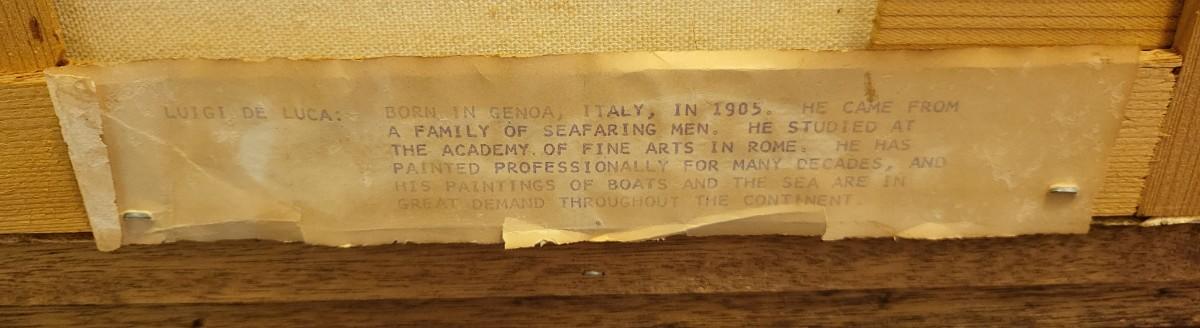 LUIGI DE LUCA: BORN IN GENOA, ITALY, IN 1905. HE CAME FROM
A FAMILY OF SEAFARING MEN. HE STUDIED AT
THE ACADEMY OF FINE ARTS IN ROME. HE HAS
PAINTED PROFESSIONALLY FOR MANY DECADES, AND
HIS PAINTINGS OF BOATS AND THE SEA ARE IN
GREAT DEMAND THROUGHOUT THE CONTINENT.